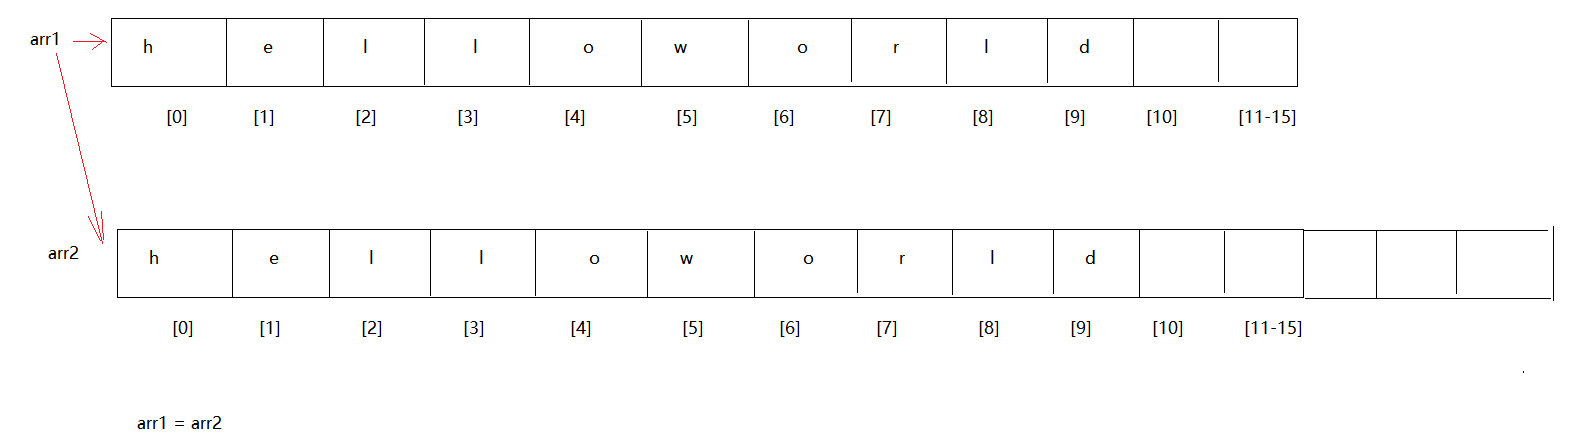 arr1 h e l l o w o r l d
[0] [1] [2] [3] [4] [5] [6] [7] [8] [9] [10] [11-15]
arr2 h e l l o w o r l d
[0] [1] [2] [3] [4] [5] [6] [7] [8] [9] [10] [11-15]
arr1 = arr2